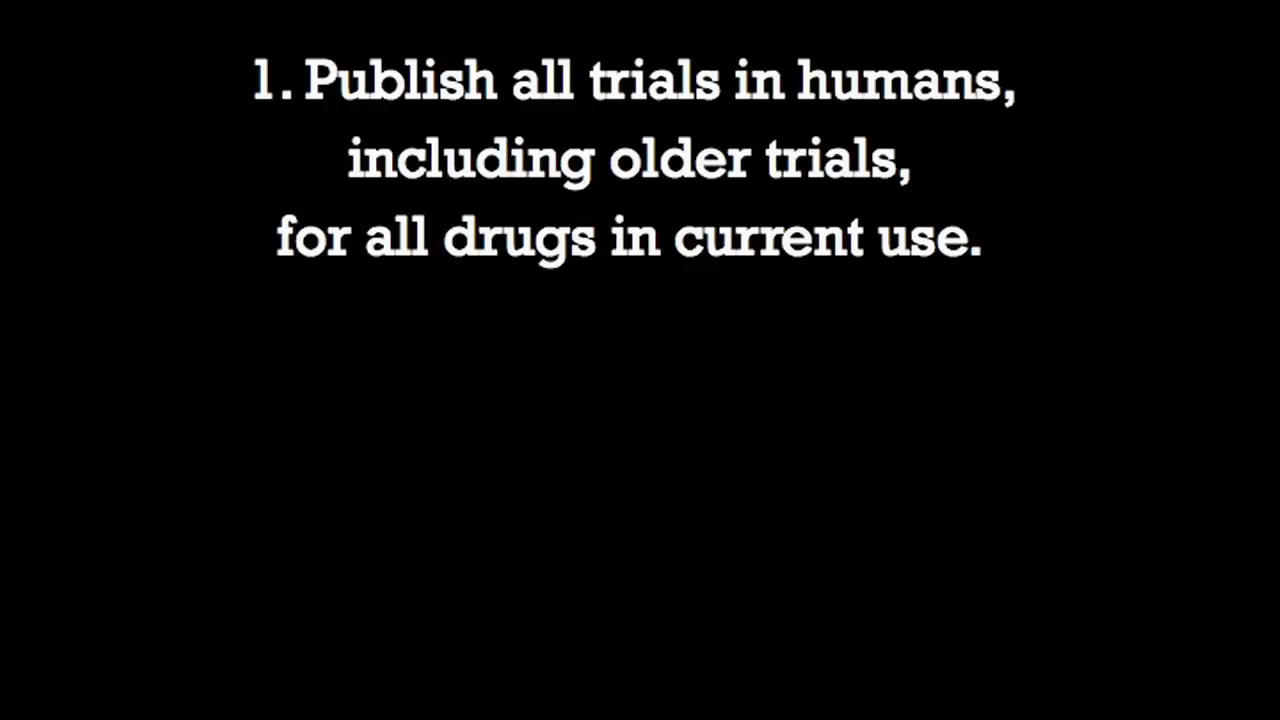 1. Publish all trials in humans,
including older trials,
for all drugs in current use.